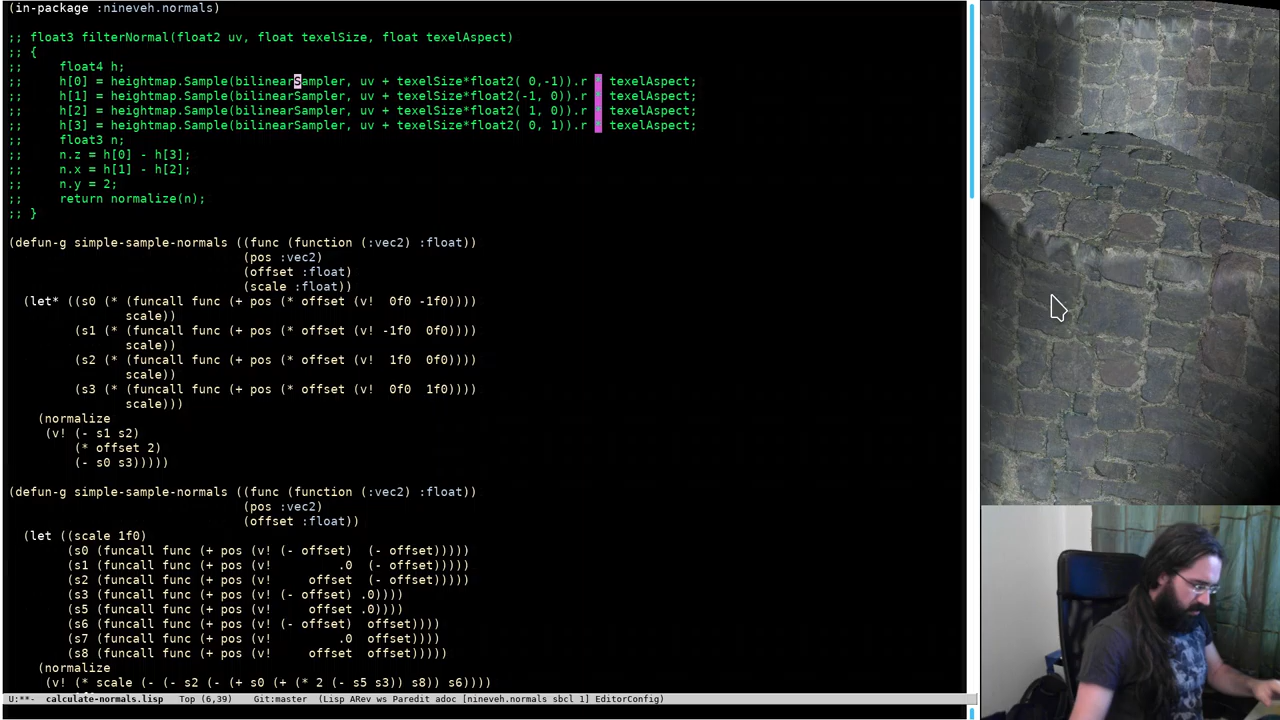 (in-package :nineveh.normals)
;; float3 filterNormal(float2 uv, float texelSize, float texelAspect)
;; {
;;     float4 h;
;;     h[0] = heightmap.Sample(bilinearSampler, uv + texelSize*float2( 0,-1)).r * texelAspect;
;;     h[1] = heightmap.Sample(bilinearSampler, uv + texelSize*float2(-1, 0)).r * texelAspect;
;;     h[2] = heightmap.Sample(bilinearSampler, uv + texelSize*float2( 1, 0)).r * texelAspect;
;;     h[3] = heightmap.Sample(bilinearSampler, uv + texelSize*float2( 0, 1)).r * texelAspect;
;;     float3 n;
;;     n.z = h[0] - h[3];
;;     n.x = h[1] - h[2];
;;     n.y = 2;
;;     return normalize(n);
;; }
(defun-g simple-sample-normals ((func (function (:vec2) :float))
                                (pos :vec2)
                                (offset :float)
                                (scale :float))
  (let* ((s0 (* (funcall func (+ pos (* offset (v!  0f0 -1f0))))
                scale))
         (s1 (* (funcall func (+ pos (* offset (v! -1f0  0f0))))
                scale))
         (s2 (* (funcall func (+ pos (* offset (v!  1f0  0f0))))
                scale))
         (s3 (* (funcall func (+ pos (* offset (v!  0f0  1f0))))
                scale)))
    (normalize
     (v! (- s1 s2)
         (* offset 2)
         (- s0 s3)))))
(defun-g simple-sample-normals ((func (function (:vec2) :float))
                                (pos :vec2)
                                (offset :float))
  (let ((scale 1f0)
        (s0 (funcall func (+ pos (v! (- offset)  (- offset)))))
        (s1 (funcall func (+ pos (v!         .0  (- offset)))))
        (s2 (funcall func (+ pos (v!     offset  (- offset)))))
        (s3 (funcall func (+ pos (v! (- offset) .0))))
        (s5 (funcall func (+ pos (v!     offset .0))))
        (s6 (funcall func (+ pos (v! (- offset)  offset))))
        (s7 (funcall func (+ pos (v!         .0  offset))))
        (s8 (funcall func (+ pos (v!     offset  offset)))))
    (normalize
     (v! (* scale (- (- s2 (- (+ s0 (+ (* 2 (- s5 s3)) s8)) s6))))
U:**-  calculate-normals.lisp   Top (6,39)    Git:master  (Lisp ARev ws Paredit adoc [nineveh.normals sbcl 1] EditorConfig)